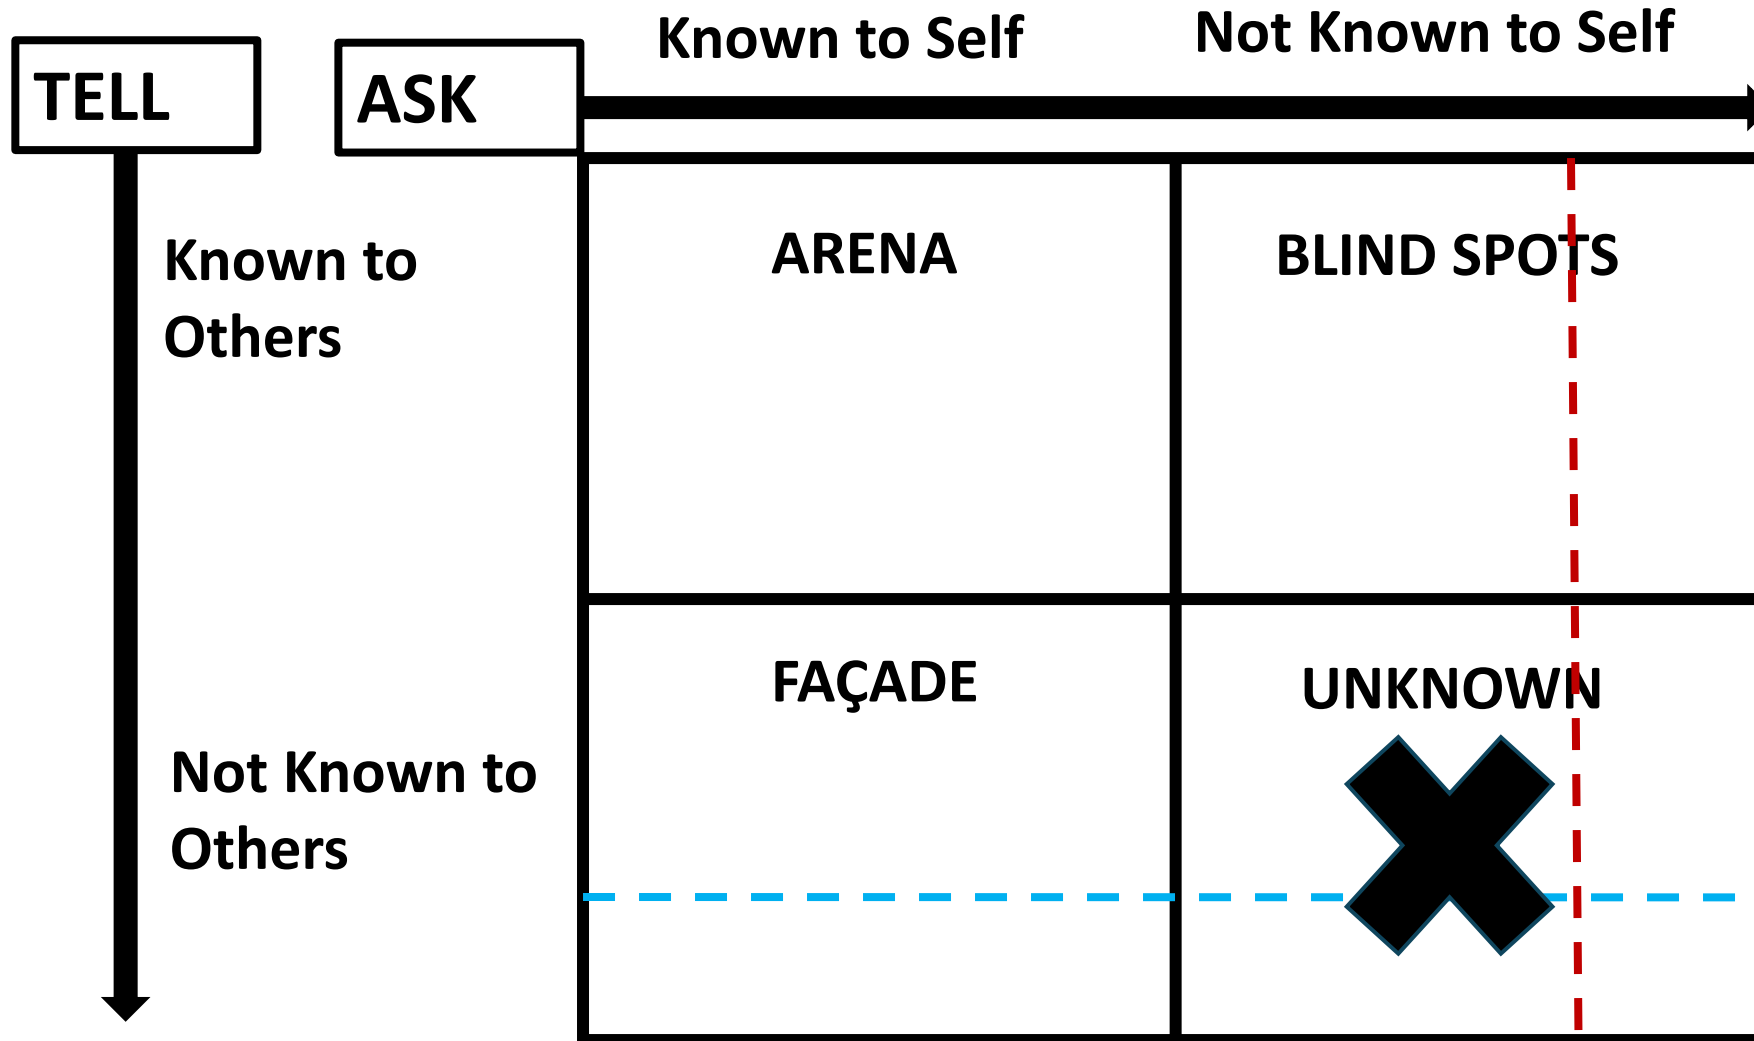 Known to Self
Not Known to Self
TELL
ASK
Known to
Others
ARENA
BLIND SPOTS
FAÇADE
UNKNOWN
Not Known to
Others